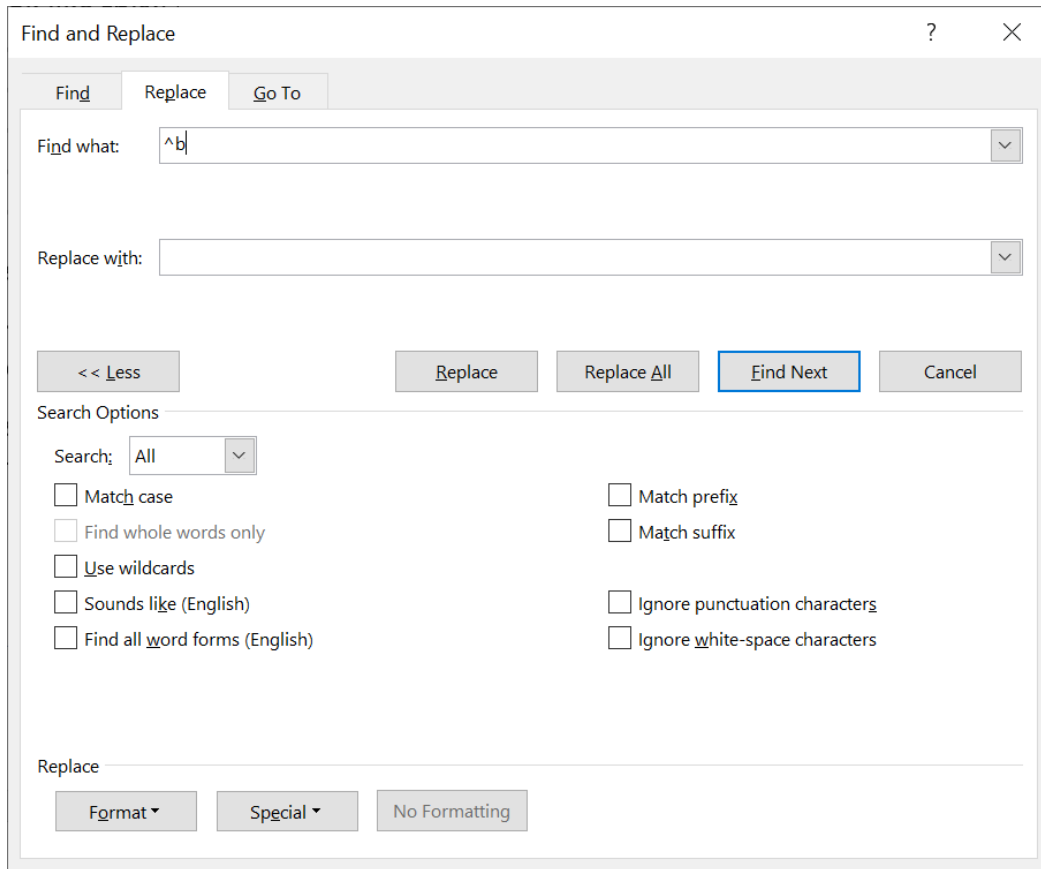 Find and Replace ?
Find Replace Go To
Find what: ^b
Replace with:
<< Less Replace Replace All Find Next Cancel
Search Options
Search: All
Match case Match prefix
Find whole words only Match suffix
Use wildcards
Sounds like (English) Ignore punctuation characters
Find all word forms (English) Ignore white-space characters
Replace
Format Special No Formatting